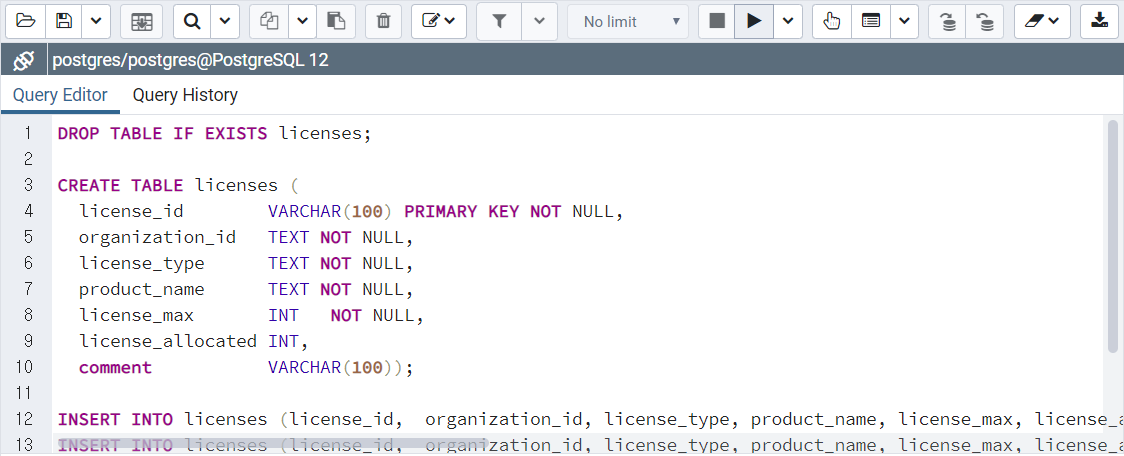 No limit
postgres/postgres@PostgreSQL 12
Query Editor Query History
1 DROP TABLE IF EXISTS licenses;
2
3 CREATE TABLE licenses (
4 license_id VARCHAR(100) PRIMARY KEY NOT NULL,
5 organization_id TEXT NOT NULL,
6 license_type TEXT NOT NULL,
7 product_name TEXT NOT NULL,
8 license_max INT NOT NULL,
9 license_allocated INT,
10 comment VARCHAR(100));
11
12 INSERT INTO licenses (license_id, organization_id, license_type, product_name, license_max, license_a
13 INSERT INTO licenses (license_id, organization_id, license_type, product_name, license_max, license_a